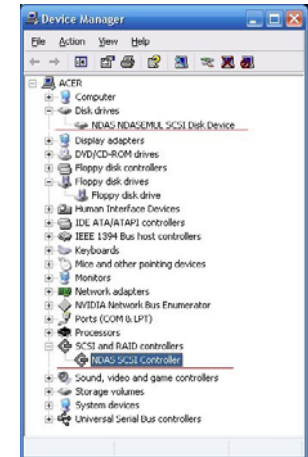 Device Manager
File Action View Help
ACER
Computer
Disk drives
NDAS NDASEMUL SCSI Disk Device
Display adapters
DVD/CD-ROM drives
Floppy disk controllers
Floppy disk drives
Floppy disk drive
Human Interface Devices
IDE ATA/ATAPI controllers
IEEE 1394 Bus host controllers
Keyboards
Mice and other pointing devices
Monitors
Network adapters
NVIDIA Network Bus Enumerator
Ports (COM & LPT)
Processors
SCSI and RAID controllers
NDAS SCSI Controller
Sound, video and game controllers
Storage volumes
System devices
Universal Serial Bus controllers